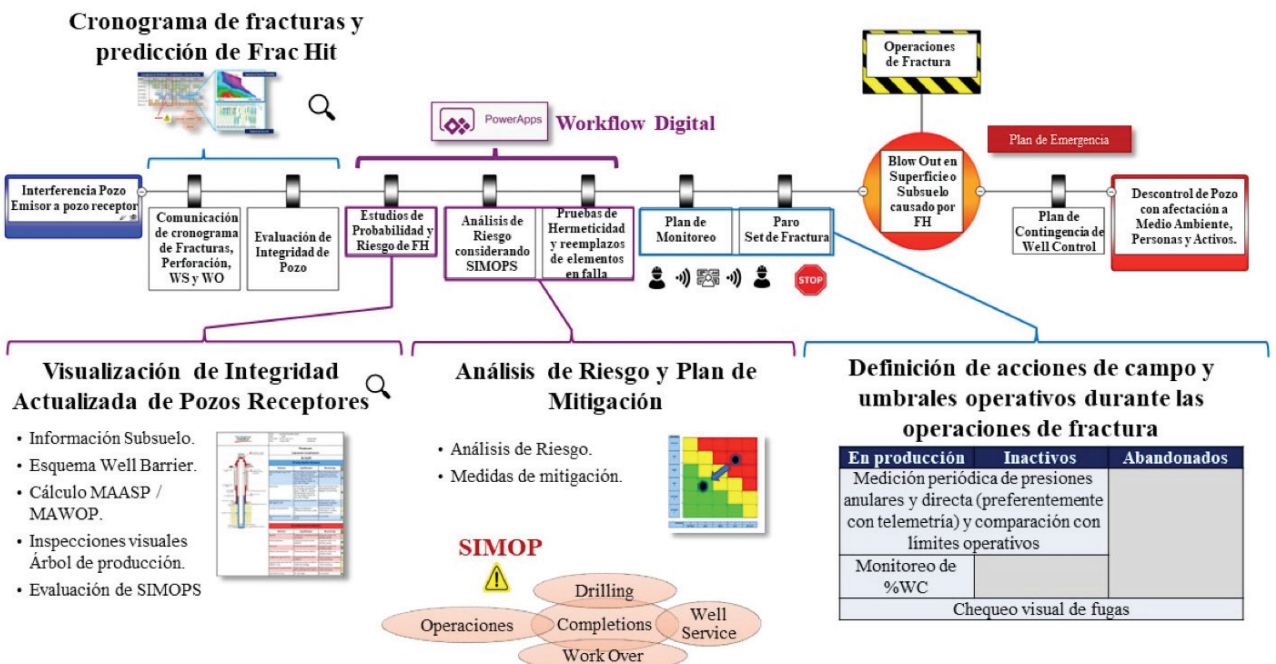 Cronograma de fracturas y
predicción de Frac Hit
PowerApps
Workflow Digital
Operaciones
de Fractura
Plan de Emergencia
Interferencia Pozo
Emisor a pozo receptor
Comunicación
de cronograma
de Fracturas,
Perforación,
WS y WO
Evaluación de
Integridad de
Pozo
Estudios de
Probabilidad y
Riesgo de FH
Análisis de
Riesgo
considerando
SIMOPS
Pruebas de
Hermeticidad
y reemplazos
de elementos
en falla
Plan de
Monitoreo
Paro
Set de Fractura
STOP
Blow Out en
Superficie o
Subsuelo
causado por
FH
Plan de
Contingencia de
Well Control
Descontrol de Pozo
con afectación a
Medio Ambiente,
Personas y Activos.
Visualización de Integridad
Actualizada de Pozos Receptores
• Información Subsuelo.
• Esquema Well Barrier.
• Cálculo MAASP /
MAWOP.
• Inspecciones visuales
Árbol de producción.
• Evaluación de SIMOPS
Análisis de Riesgo y Plan de
Mitigación
• Análisis de Riesgo.
• Medidas de mitigación.
SIMOP
Drilling
Operaciones
Completions
Well
Service
Work Over
Definición de acciones de campo y
umbrales operativos durante las
operaciones de fractura
En producción Inactivos Abandonados
Medición periódica de presiones
anulares y directa (preferentemente
con telemetría) y comparación con
límites operativos
Monitoreo de
%WC
Chequeo visual de fugas